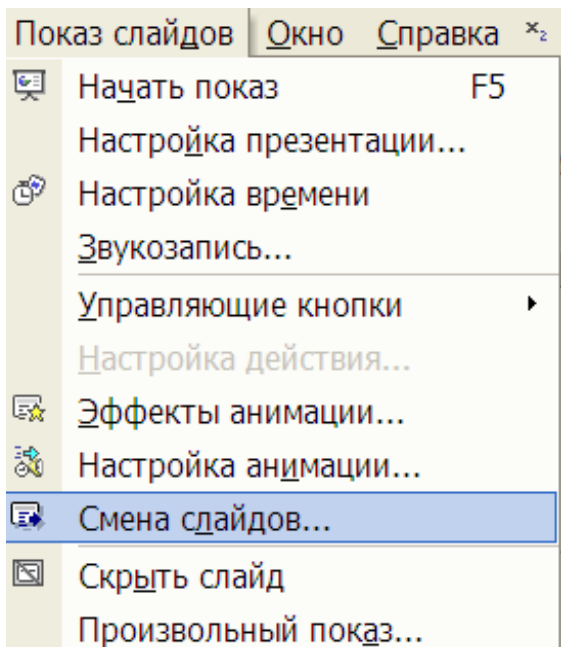 Показ слайдов Окно Справка x₂
Начать показ F5
Настройка презентации...
Настройка времени
Звукозапись...
Управляющие кнопки
Настройка действия...
Эффекты анимации...
Настройка анимации...
Смена слайдов...
Скрыть слайд
Произвольный показ...